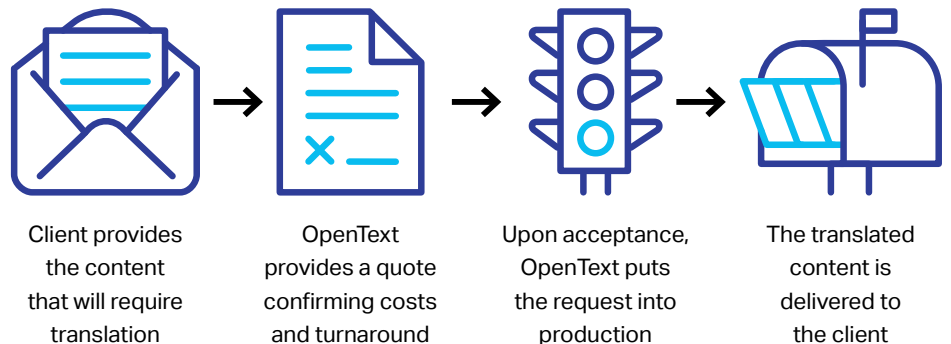 Client provides
the content
that will require
translation
OpenText
provides a quote
confirming costs
and turnaround
Upon acceptance,
OpenText puts
the request into
production
The translated
content is
delivered to
the client